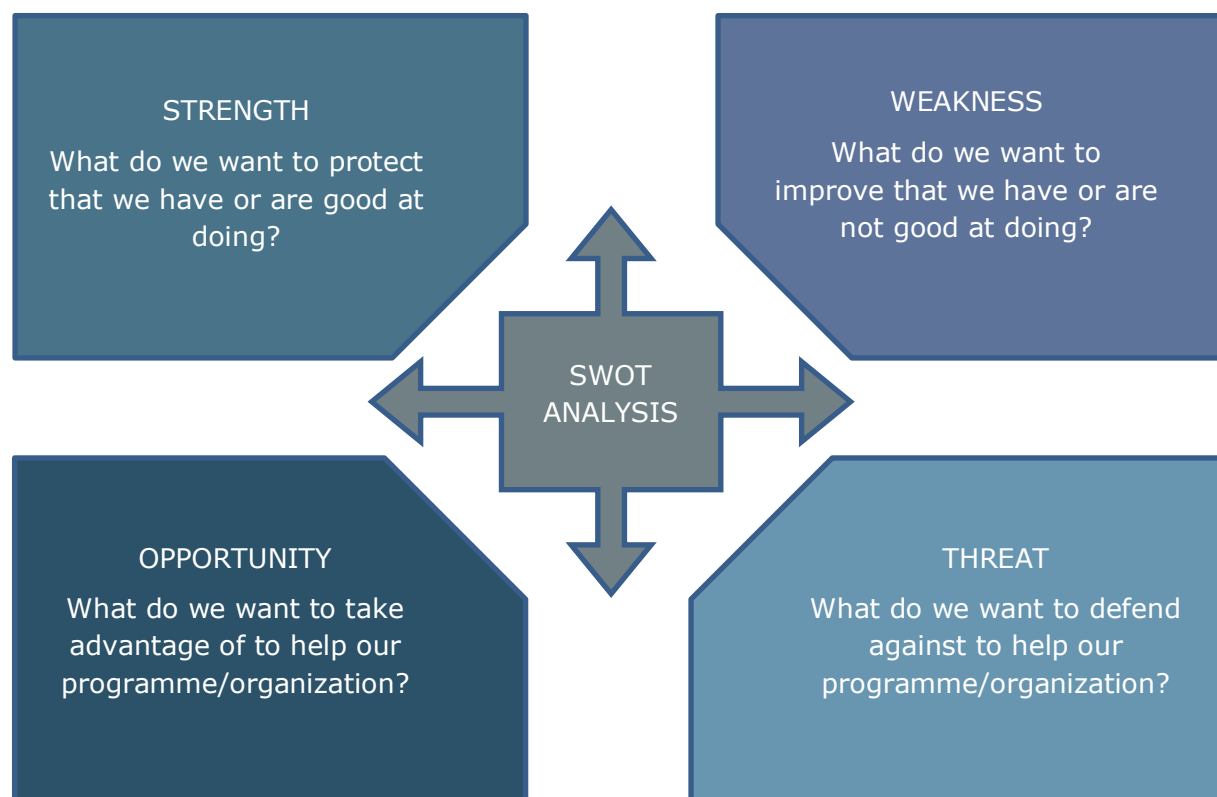 STRENGTH
What do we want to protect
that we have or are good at
doing?
WEAKNESS
What do we want to
improve that we have or are
not good at doing?
SWOT
ANALYSIS
OPPORTUNITY
What do we want to take
advantage of to help our
programme/organization?
THREAT
What do we want to defend
against to help our
programme/organization?